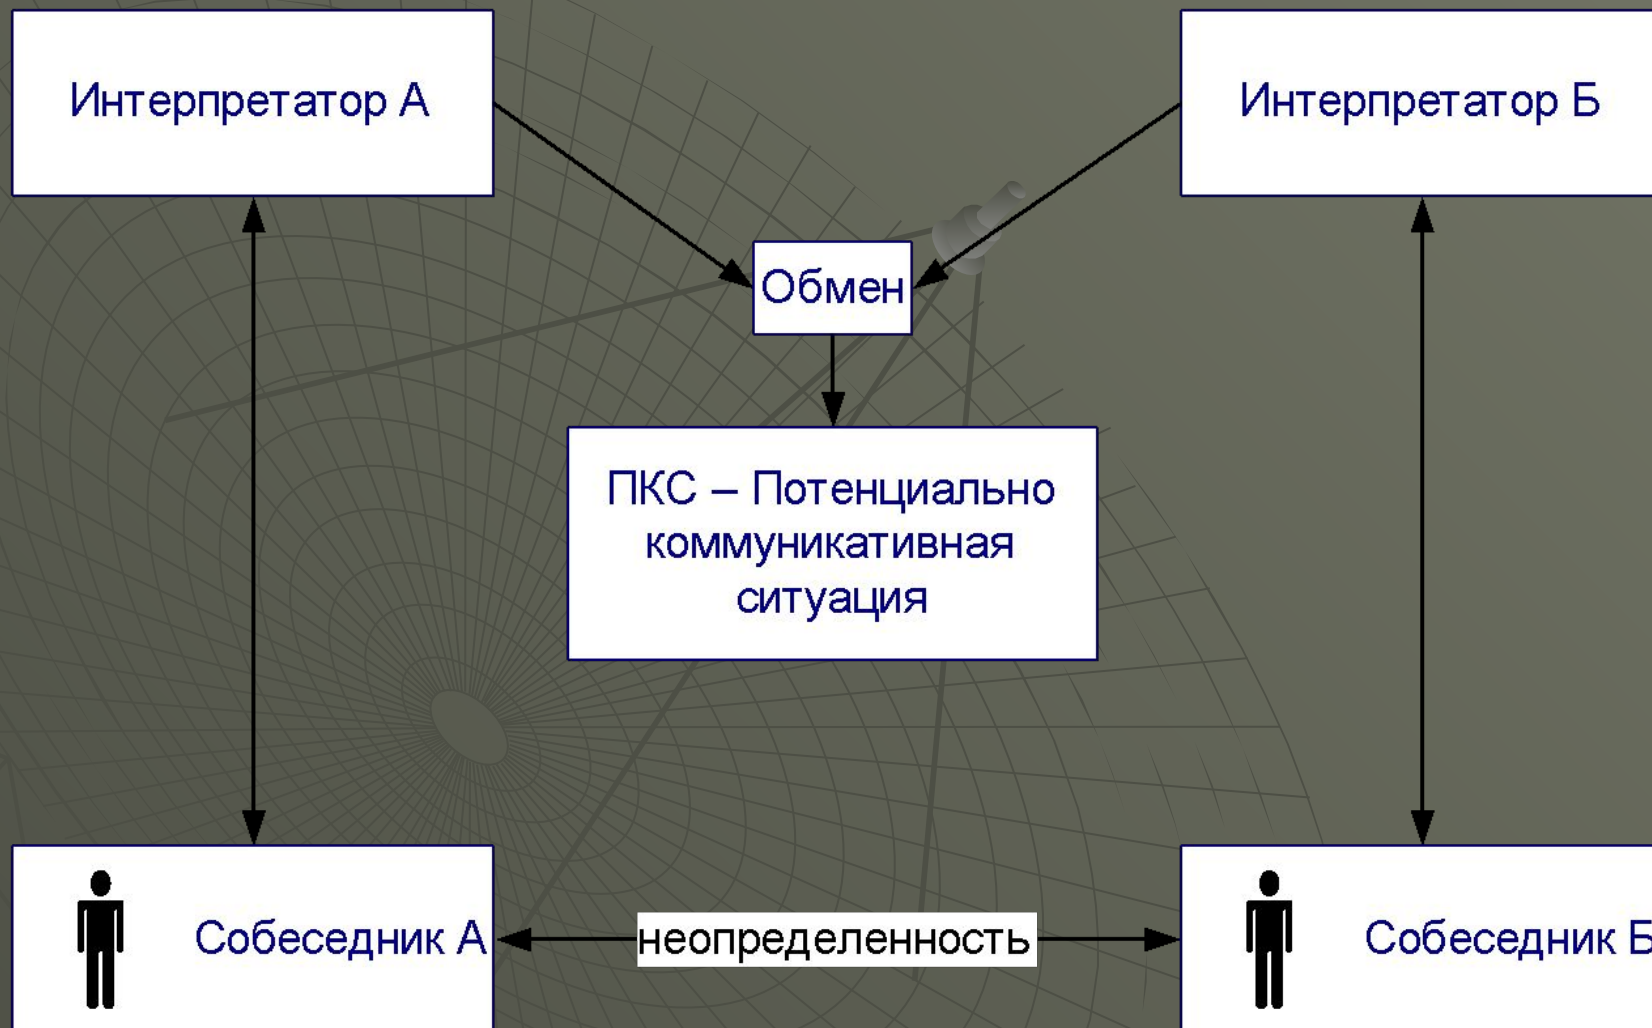 Интерпретатор А
Интерпретатор Б
Обмен
ПКС – Потенциально
коммуникативная
ситуация
Собеседник А
неопределенность
Собеседник Б